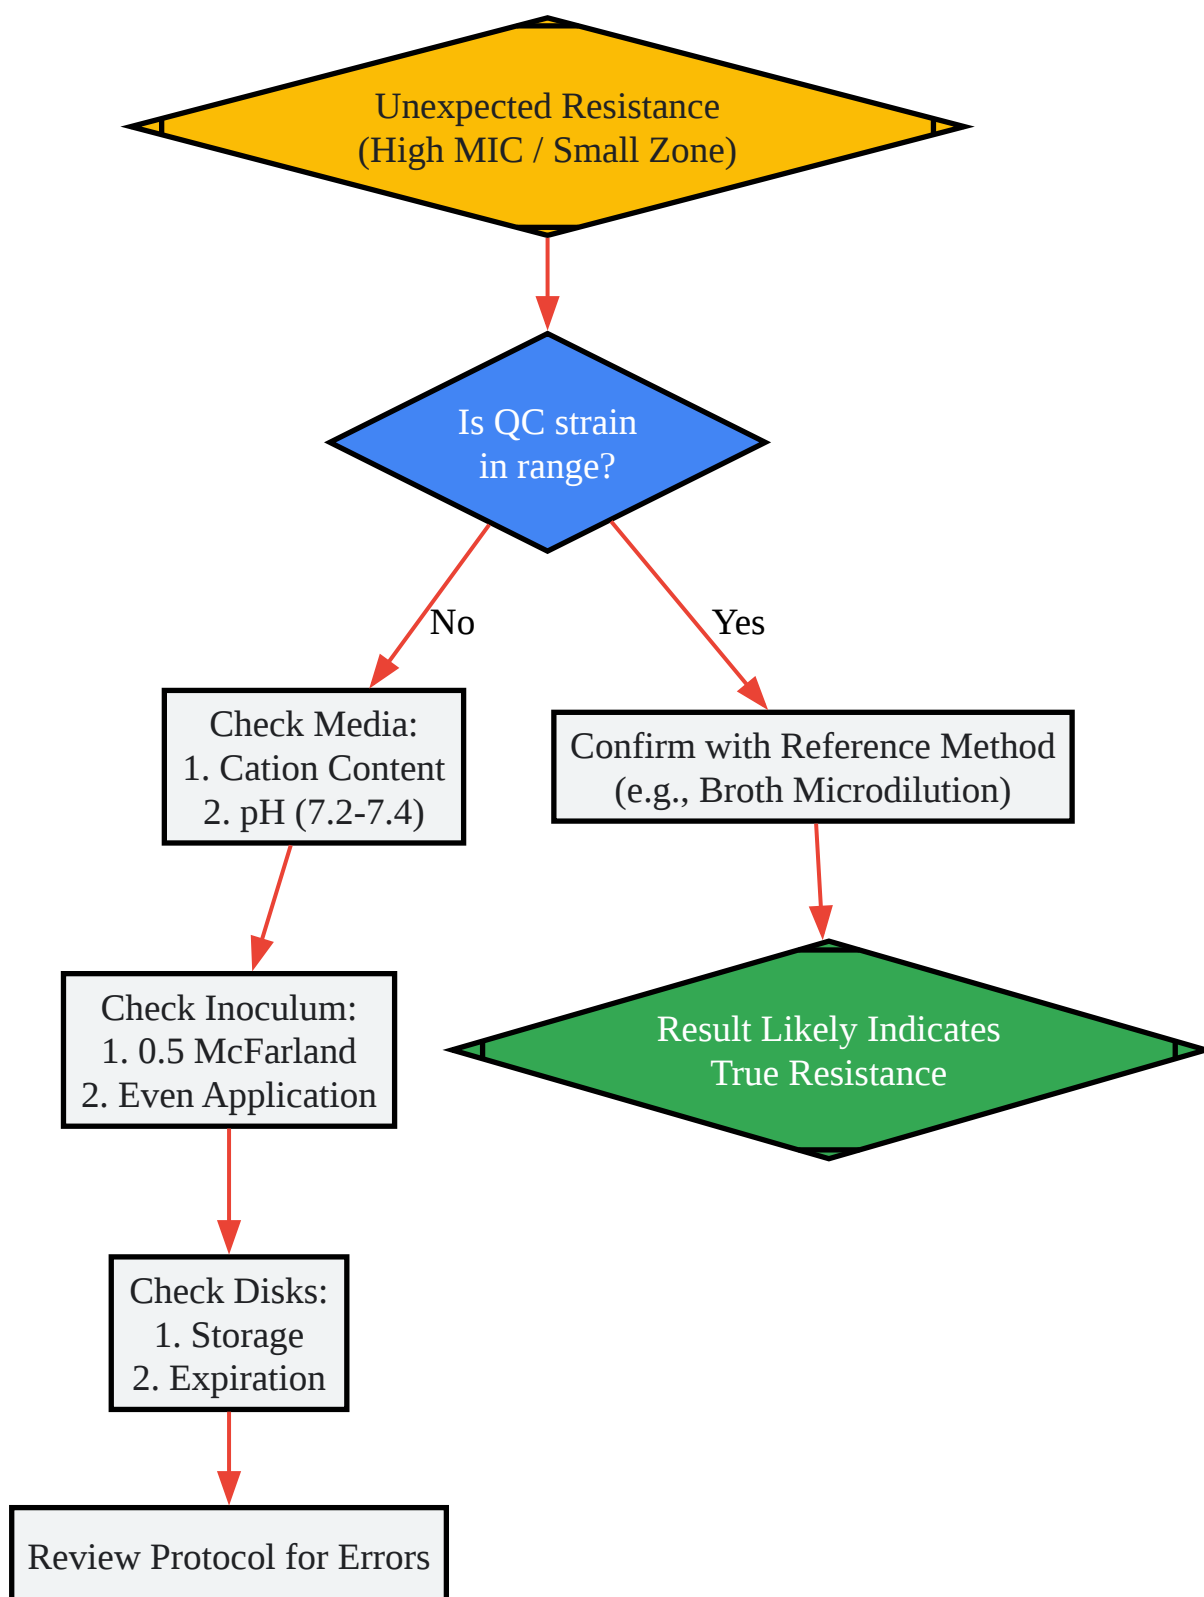 Unexpected Resistance
(High MIC / Small Zone)
Is QC strain
in range?
No
Yes
Check Media:
1. Cation Content
2. pH (7.2-7.4)
Confirm with Reference Method
(e.g., Broth Microdilution)
Check Inoculum:
1. 0.5 McFarland
2. Even Application
Result Likely Indicates
True Resistance
Check Disks:
1. Storage
2. Expiration
Review Protocol for Errors